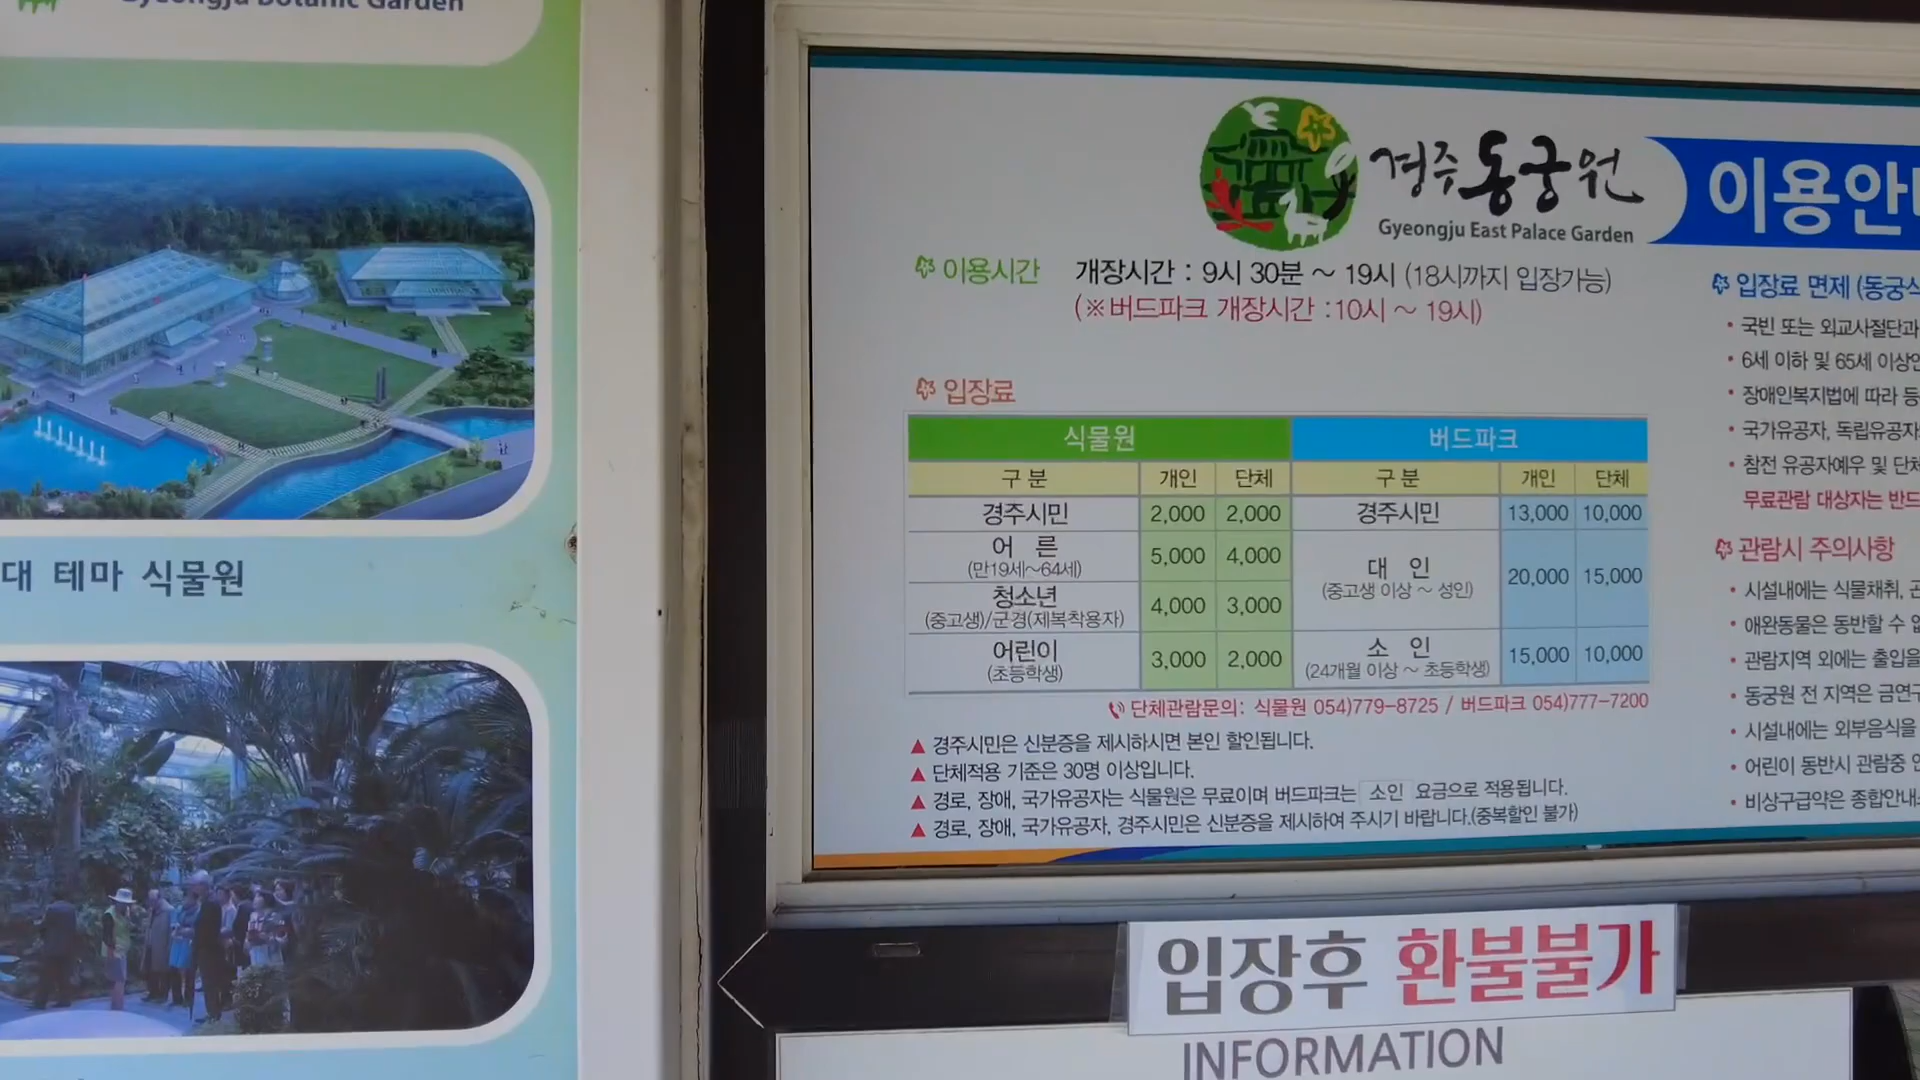 Gyeongju Botanic Garden
대 테마 식물원
경주 동궁원
Gyeongju East Palace Garden
이용안
이용시간 개장시간 : 9시 30분 ~ 19시 (18시까지 입장가능)
(※버드파크 개장시간 :10시 ~ 19시)
입장료
식물원 버드파크
구 분 개인 단체 구 분 개인 단체
경주시민 2,000 2,000 경주시민 13,000 10,000
어 른 (만19세~64세) 5,000 4,000 대 인 (중고생 이상 ~ 성인) 20,000 15,000
청소년 (중고생)/군경(제복착용자) 4,000 3,000
어린이 (초등학생) 3,000 2,000 소 인 (24개월 이상 ~ 초등학생) 15,000 10,000
단체관람문의: 식물원 054)779-8725 / 버드파크 054)777-7200
▲ 경주시민은 신분증을 제시하시면 본인 할인됩니다.
▲ 단체적용 기준은 30명 이상입니다.
▲ 경로, 장애, 국가유공자는 식물원은 무료이며 버드파크는 소인 요금으로 적용됩니다.
▲ 경로, 장애, 국가유공자, 경주시민은 신분증을 제시하여 주시기 바랍니다.(중복할인 불가)
입장료 면제 (동궁식
• 국빈 또는 외교사절단과
• 6세 이하 및 65세 이상
• 장애인복지법에 따라 등
• 국가유공자, 독립유공자
• 참전 유공자예우 및 단체
무료관람 대상자는 반드
관람시 주의사항
• 시설내에는 식물채취,
• 애완동물은 동반할 수
• 관람지역 외에는 출입을
• 동궁원 전 지역은 금연구
• 시설내에는 외부음식을
• 어린이 동반시 관람중
• 비상구급약은 종합안내
입장후 환불불가
INFORMATION